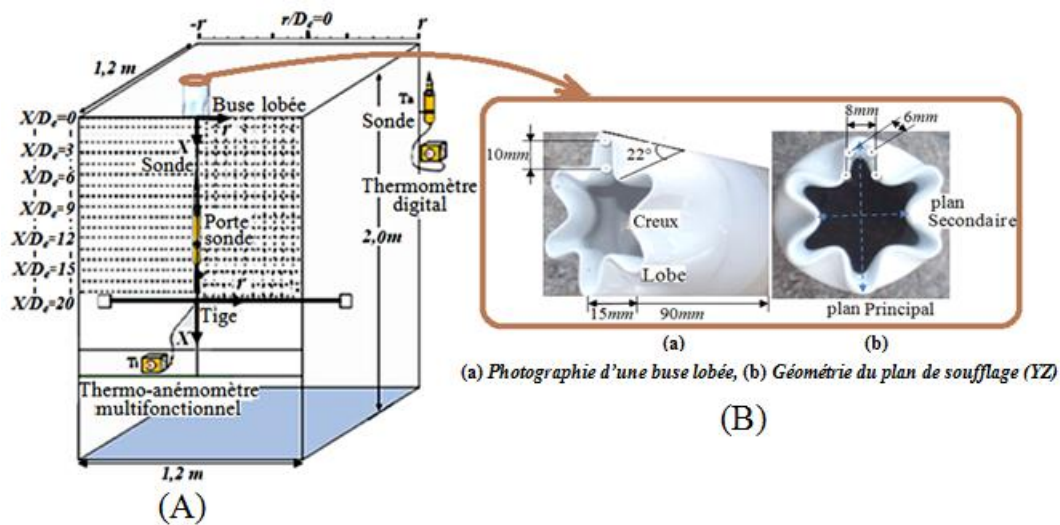 -r
r/Dₑ=0
r
1,2 m
Buse lobée
r
X/Dₑ=0
X/Dₑ=3
X/Dₑ=6
X/Dₑ=9
X/Dₑ=12
X/Dₑ=15
X/Dₑ=20
X
Sonde
Porte
sonde
r
Tige
X
Ti
Thermo-anémomètre
multifonctionnel
1,2 m
Ta
Sonde
Thermomètre
digital
2,0m
(A)
10mm
22°
Creux
Lobe
15mm
90mm
8mm
6mm
plan
Secondaire
plan Principal
(a)
(b)
(a) Photographie d'une buse lobée, (b) Géométrie du plan de soufflage (YZ)
(B)